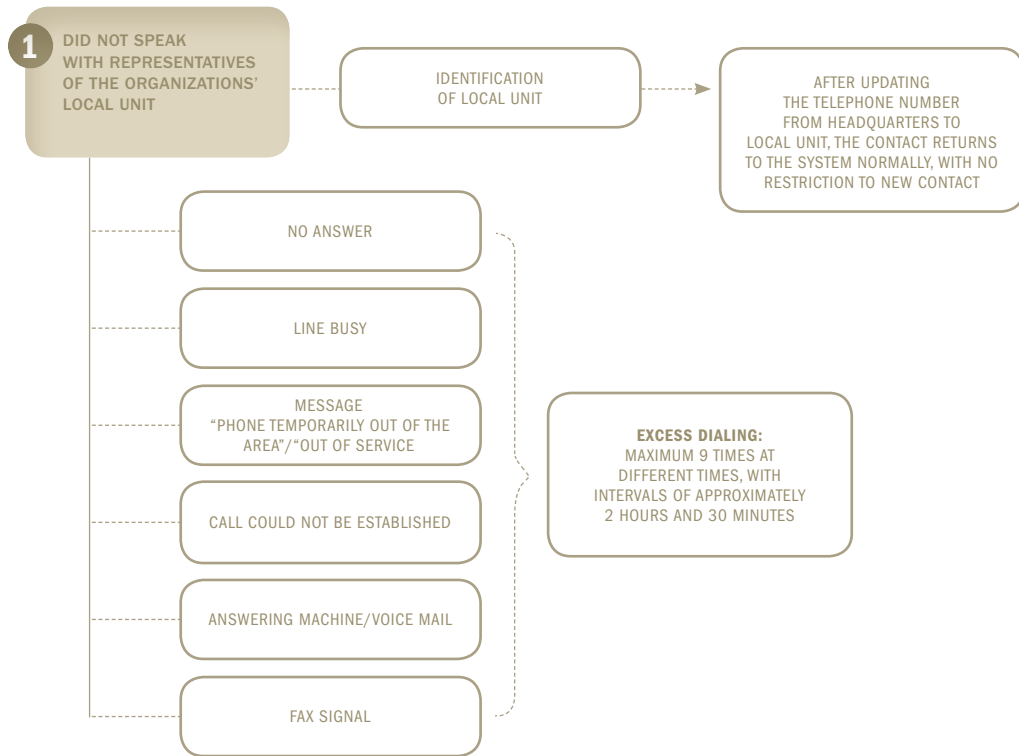 1
DID NOT SPEAK
WITH REPRESENTATIVES
OF THE ORGANIZATIONS’
LOCAL UNIT
IDENTIFICATION
OF LOCAL UNIT
AFTER UPDATING
THE TELEPHONE NUMBER
FROM HEADQUARTERS TO
LOCAL UNIT, THE CONTACT RETURNS
TO THE SYSTEM NORMALLY, WITH NO
RESTRICTION TO NEW CONTACT
NO ANSWER
LINE BUSY
MESSAGE
“PHONE TEMPORARILY OUT OF THE
AREA”/“OUT OF SERVICE
CALL COULD NOT BE ESTABLISHED
ANSWERING MACHINE/VOICE MAIL
FAX SIGNAL
EXCESS DIALING:
MAXIMUM 9 TIMES AT
DIFFERENT TIMES, WITH
INTERVALS OF APPROXIMATELY
2 HOURS AND 30 MINUTES